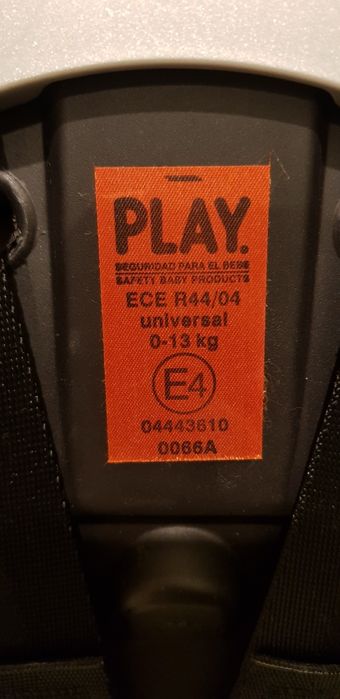 PLAY.
SEGURIDAD PARA EL BEBE
SAFETY BABY PRODUCTS
ECE R44/04
universal
0-13 kg
E4
04443610
0066A